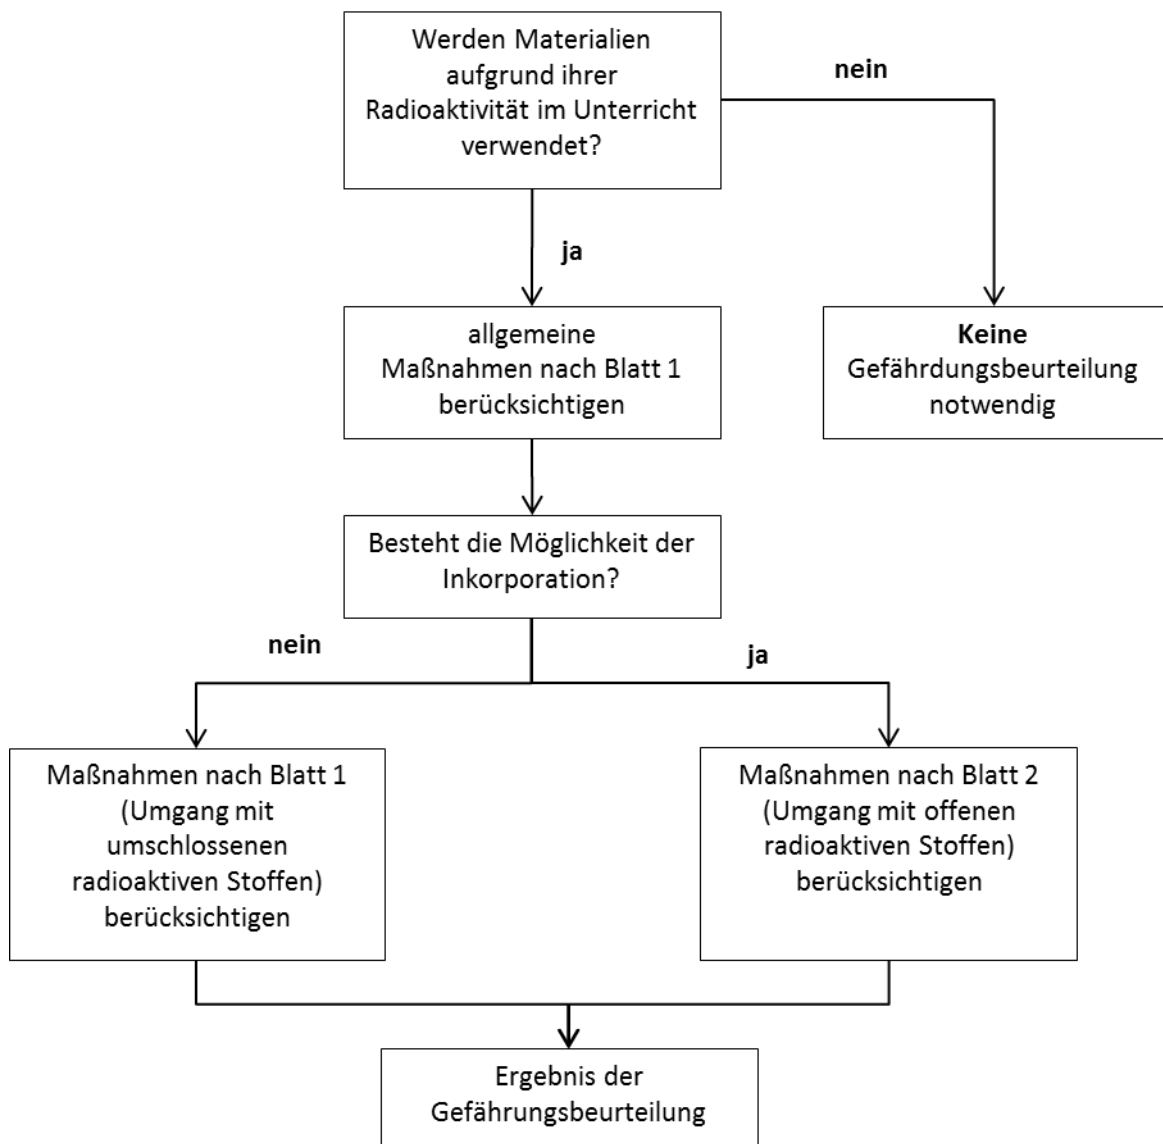 Werden Materialien
aufgrund ihrer
Radioaktivität im Unterricht
verwendet?
nein
ja
allgemeine
Maßnahmen nach Blatt 1
berücksichtigen
Keine
Gefährdungsbeurteilung
notwendig
Besteht die Möglichkeit der
Inkorporation?
nein
ja
Maßnahmen nach Blatt 1
(Umgang mit
umschlossenen
radioaktiven Stoffen)
berücksichtigen
Maßnahmen nach Blatt 2
(Umgang mit offenen
radioaktiven Stoffen)
berücksichtigen
Ergebnis der
Gefährungsbeurteilung